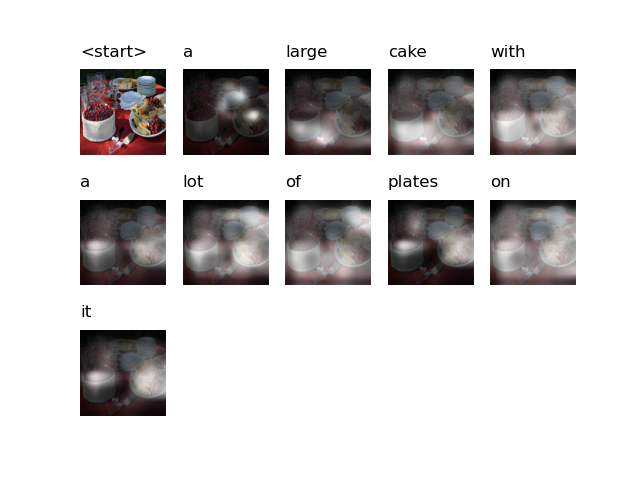 <start> a large cake with
a lot of plates on
it